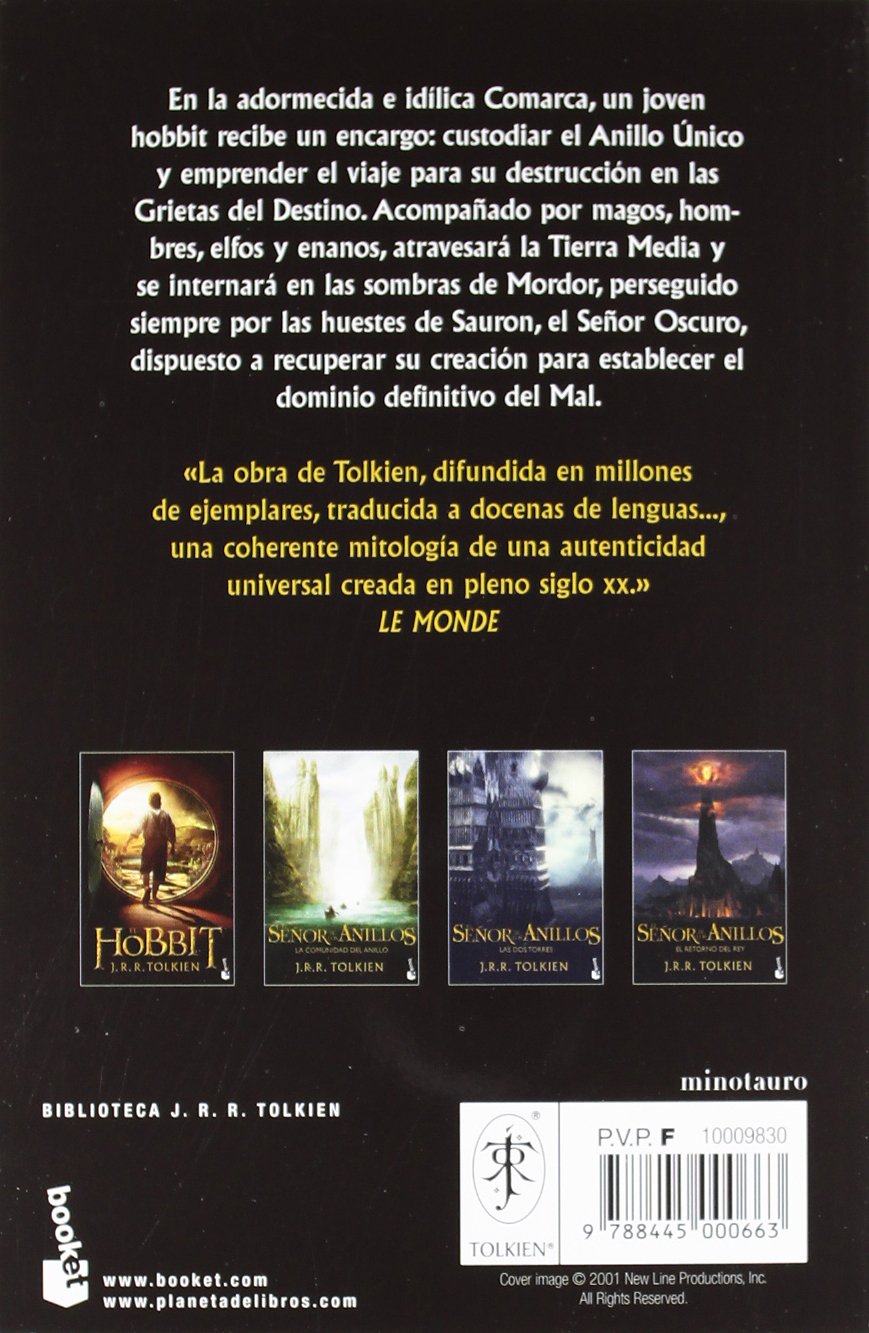 En la adormecida e idílica Comarca, un joven
hobbit recibe un encargo: custodiar el Anillo Único
y emprender el viaje para su destrucción en las
Grietas del Destino. Acompañado por magos, hom-
bres, elfos y enanos, atravesará la Tierra Media y
se internará en las sombras de Mordor, perseguido
siempre por las huestes de Sauron, el Señor Oscuro,
dispuesto a recuperar su creación para establecer el
dominio definitivo del Mal.
«La obra de Tolkien, difundida en millones
de ejemplares, traducida a docenas de lenguas...,
una coherente mitología de una autenticidad
universal creada en pleno siglo XX.»
LE MONDE
EL
HOBBIT
J.R.R. TOLKIEN
SEÑOR DE LOS ANILLOS
LA COMUNIDAD DEL ANILLO
J.R.R. TOLKIEN
SEÑOR DE LOS ANILLOS
LAS DOS TORRES
J.R.R. TOLKIEN
SEÑOR DE LOS ANILLOS
EL RETORNO DEL REY
J.R.R. TOLKIEN
minotauro
BIBLIOTECA J. R. R. TOLKIEN
®
TOLKIEN®
P.V.P. F 10009830
9 788445 000663
booket
www.booket.com
www.planetadelibros.com
Cover image © 2001 New Line Productions, Inc.
All Rights Reserved.